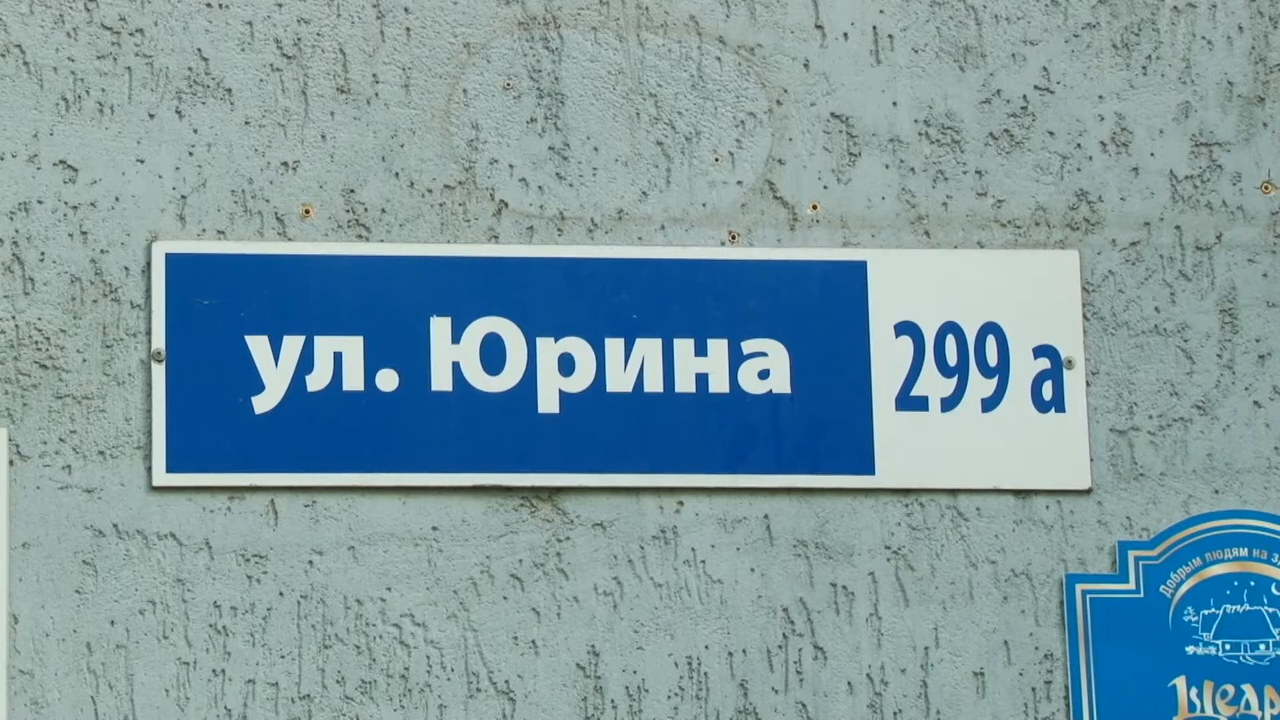 ул. Юрина
299 а
Добрым людям на